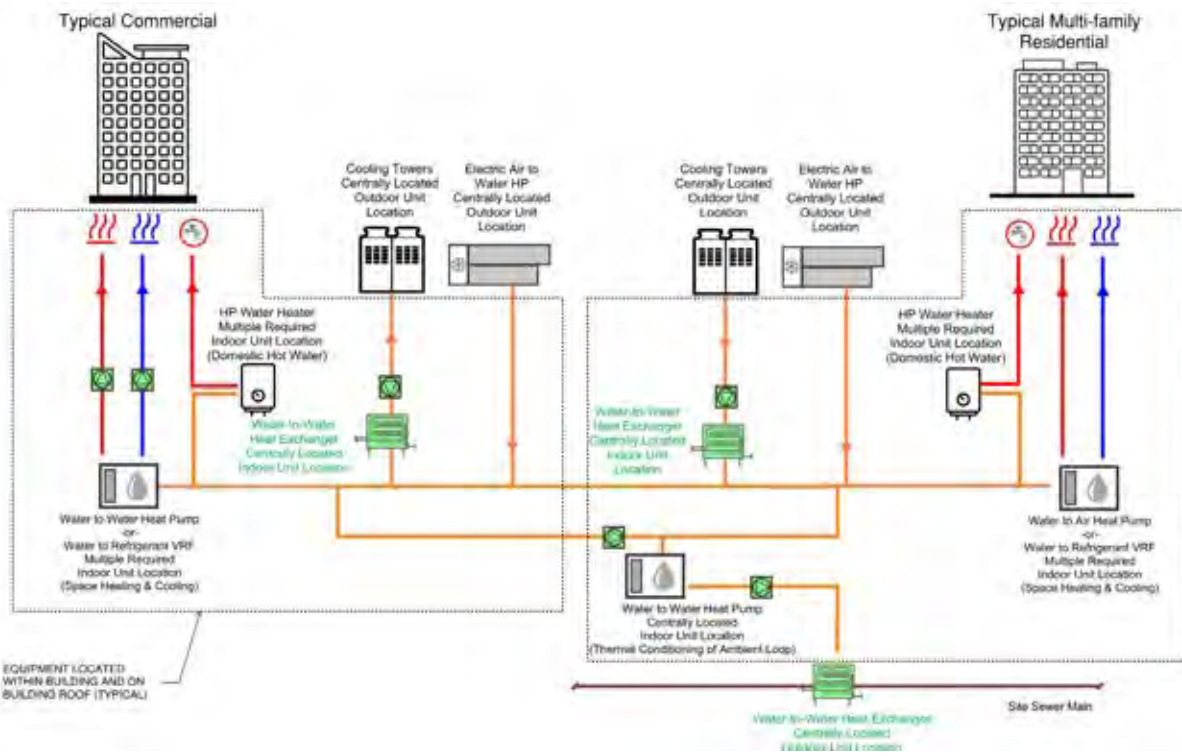 Typical Commercial
Typical Multi-family
Residential
Cooling Towers
Centrally Located
Outdoor Unit
Location
Electric Air to
Water HP
Centrally Located
Outdoor Unit
Location
Cooling Towers
Centrally Located
Outdoor Unit
Location
Electric Air to
Water HP
Centrally Located
Outdoor Unit
Location
HP Water Heater
Multiple Required
Indoor Unit Location
(Domestic Hot Water)
HP Water Heater
Multiple Required
Indoor Unit Location
(Domestic Hot Water)
Water-to-Water
Heat Exchanger
Centrally Located
Indoor Unit Location
Water-to-Water
Heat Exchanger
Centrally Located
Indoor Unit
Location
Water to Water Heat Pump
-or-
Water to Refrigerant VRF
Multiple Required
Indoor Unit Location
(Space Heating & Cooling)
Water to Air Heat Pump
-or-
Water to Refrigerant VRF
Multiple Required
Indoor Unit Location
(Space Heating & Cooling)
Water to Water Heat Pump
Centrally Located
Indoor Unit Location
(Thermal Conditioning of Ambient Loop)
EQUIPMENT LOCATED
WITHIN BUILDING AND ON
BUILDING ROOF (TYPICAL)
Site Sewer Main
Water-to-Water Heat Exchanger
Centrally Located
Outdoor Unit Location